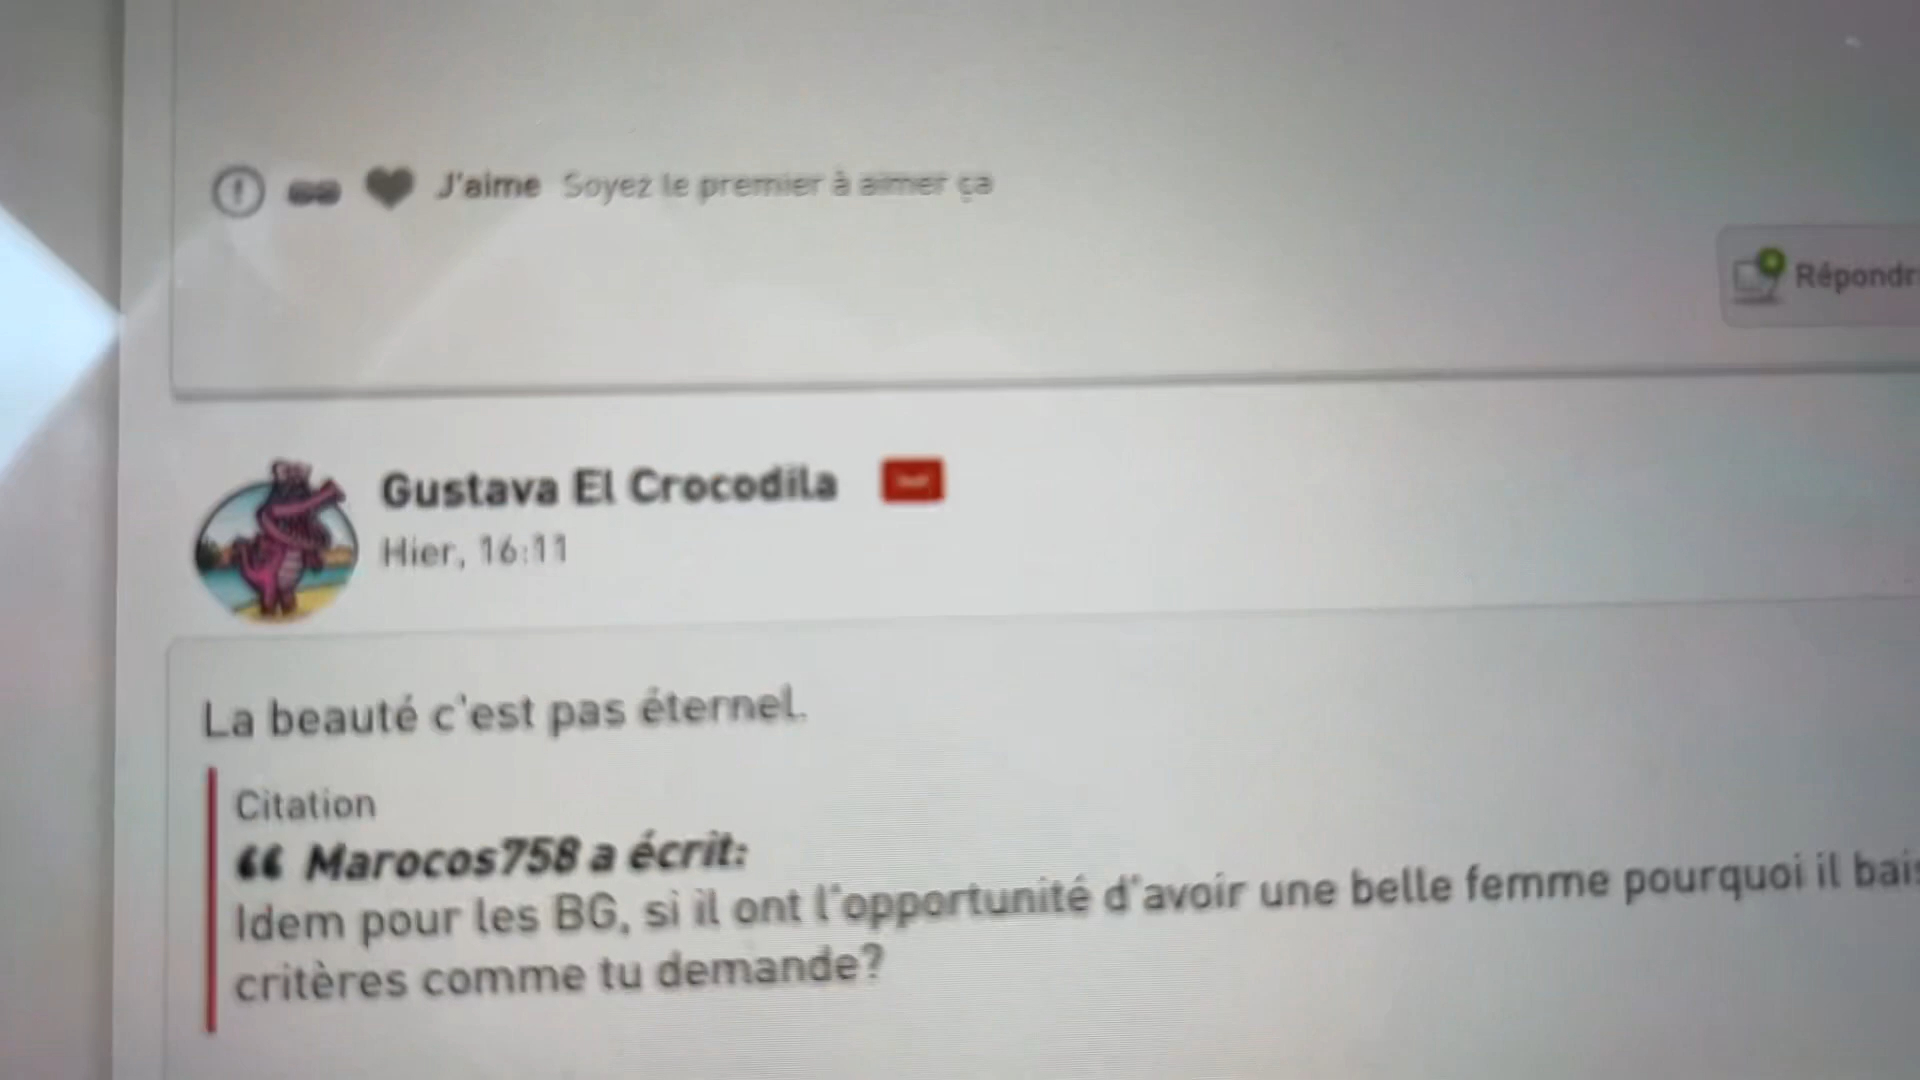 J'aime Soyez le premier à aimer ça
Répondr
Gustava El Crocodila
Hier, 16:11
La beauté c'est pas éternel.
Citation
“ Marocos758 a écrit:
Idem pour les BG, si il ont l'opportunité d'avoir une belle femme pourquoi il bais
critères comme tu demande?